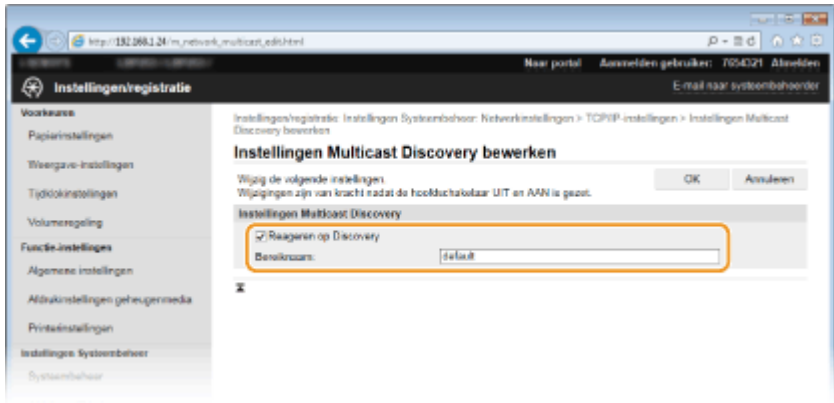 http://192.168.1.24/m_network_multicast_edit.html
Naar portal Aanmelden gebruiker: 7654321 Afmelden
Instellingen/registratie
E-mail naar systeembeheerder
Voorkeuren
Papierinstellingen
Weergave-instellingen
Tijdklokinstellingen
Volumeregeling
Functie-instellingen
Algemene instellingen
Afdrukinstellingen geheugenmedia
Printerinstellingen
Instellingen Systeembeheer
Systeembeheer
Instellingen/registratie: Instellingen Systeembeheer: Netwerkinstellingen > TCP/IP-instellingen > Instellingen Multicast
Discovery bewerken
Instellingen Multicast Discovery bewerken
Wijzig de volgende instellingen.
Wijzigingen zijn van kracht nadat de hoofdschakelaar UIT en AAN is gezet.
OK Annuleren
Instellingen Multicast Discovery
Reageren op Discovery
Bereiknaam: default